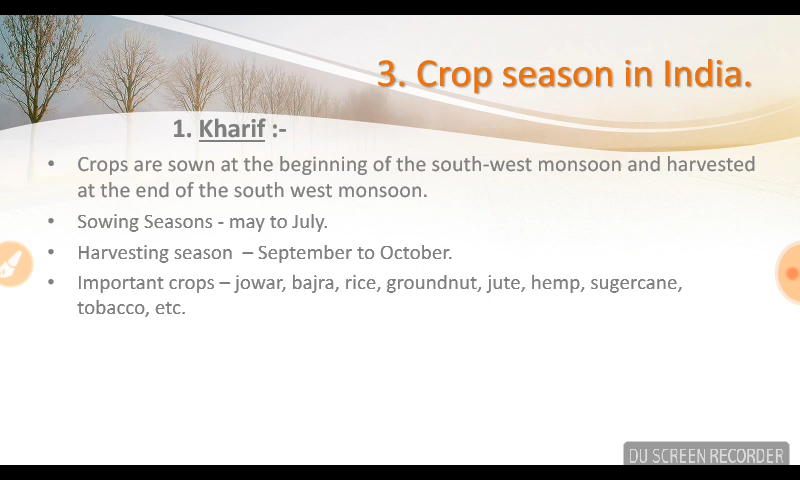 3. Crop season in India.
1. Kharif :-
• Crops are sown at the beginning of the south-west monsoon and harvested
at the end of the south west monsoon.
• Sowing Seasons - may to July.
• Harvesting season – September to October.
• Important crops – jowar, bajra, rice, groundnut, jute, hemp, sugercane,
tobacco, etc.
DU SCREEN RECORDER